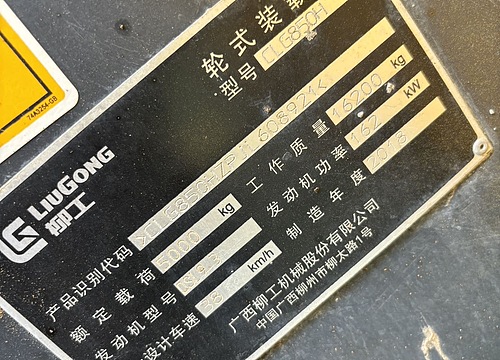 74A3254-GB
LIUGONG
柳工
轮式装
型号 CLG850H
产品识别代码
额定载荷 5000 kg 工作质量 16200 kg
发动机型号 发动机功率 162 kW
设计车速 km/h 制造年度 2018
广西柳工机械股份有限公司
中国广西柳州市柳太路1号